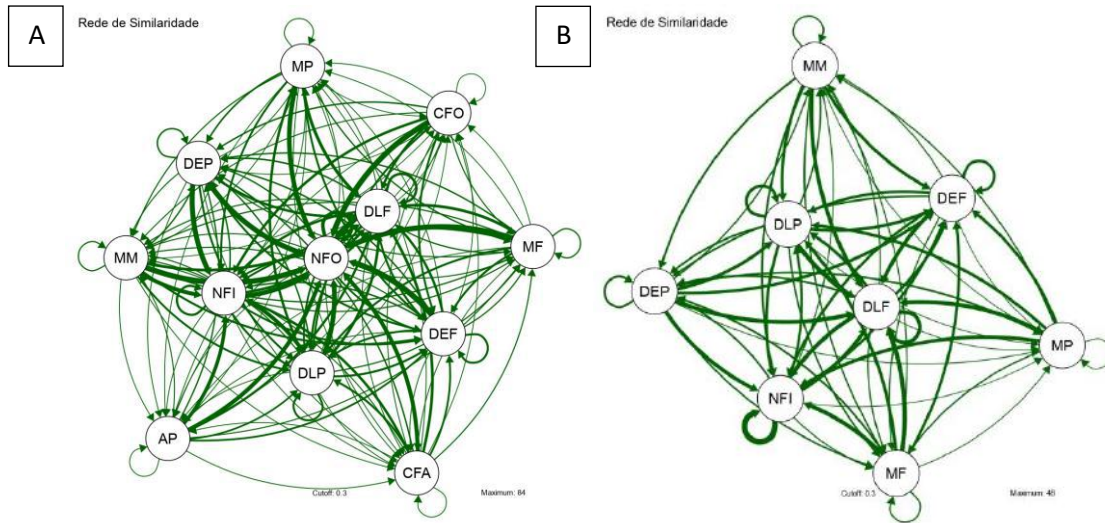 A
Rede de Similaridade
MP
CFO
DEP
DLF
MM
NFO
MF
NFI
DEF
DLP
AP
CFA
Cutoff: 0.3
Maximum: 64
B
Rede de Similaridade
MM
DEF
DLP
DEP
DLF
MP
NFI
MF
Cutoff: 0.3
Maximum: 46